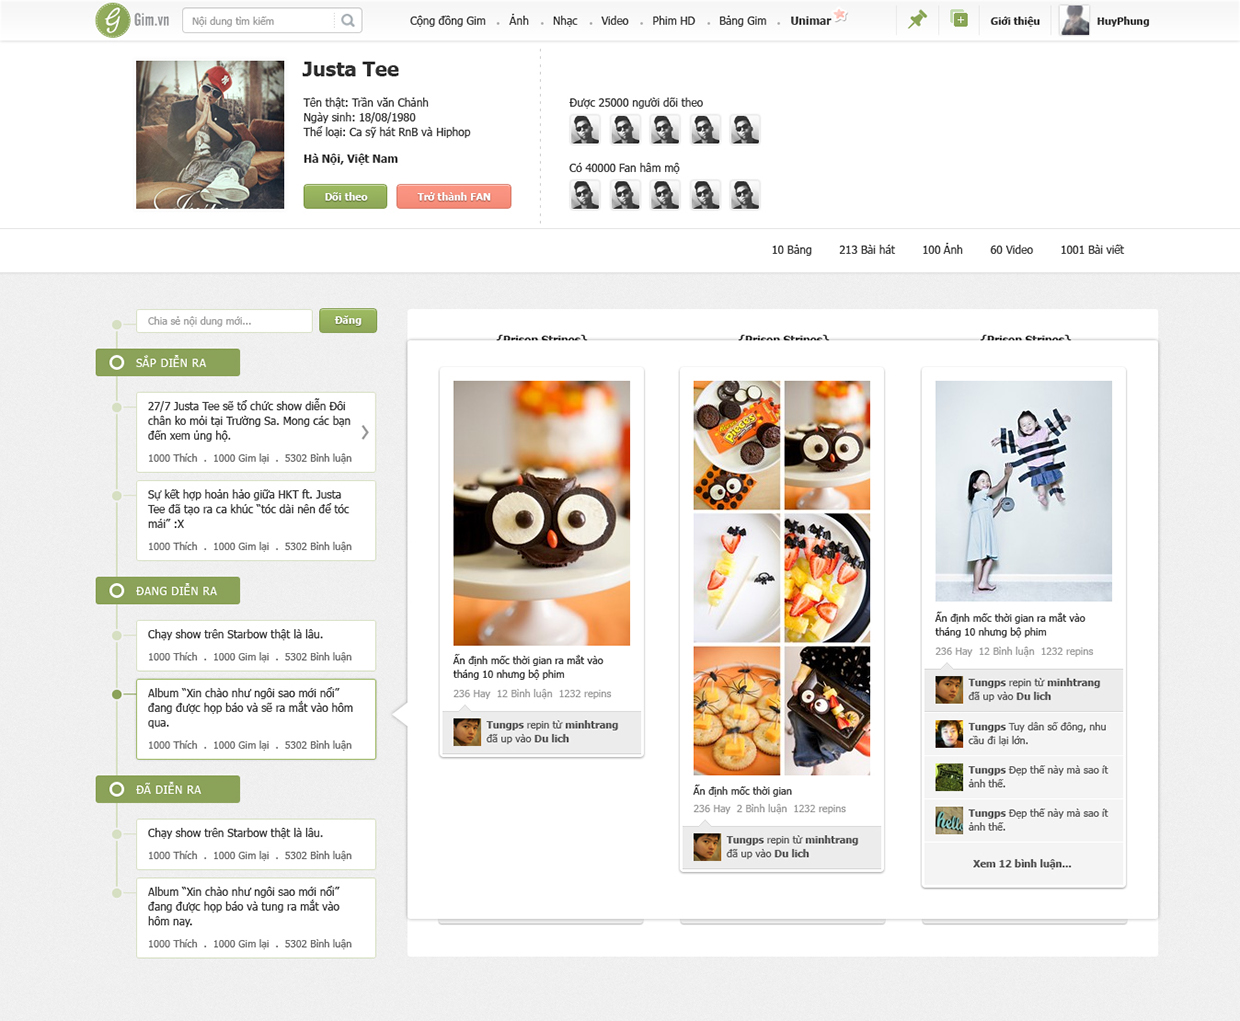 Gim.vn
Nội dung tìm kiếm
Cộng đồng Gim
Ảnh
Nhạc
Video
Phim HD
Bảng Gim
Unimar
Giới thiệu
HuyPhung
Justa Tee
Tên thật: Trần văn Chảnh
Ngày sinh: 18/08/1980
Thể loại: Ca sỹ hát RnB và Hiphop
Hà Nội, Việt Nam
Dõi theo
Trở thành FAN
Được 25000 người dõi theo
Có 40000 Fan hâm mộ
10 Bảng
213 Bài hát
100 Ảnh
60 Video
1001 Bài viết
Chia sẻ nội dung mới...
Đăng
SẮP DIỄN RA
27/7 Justa Tee sẽ tổ chức show diễn Đôi
chân ko mỏi tại Trường Sa. Mong các bạn
đến xem ủng hộ.
1000 Thích . 1000 Gim lại . 5302 Bình luận
Sự kết hợp hoản hảo giữa HKT ft. Justa
Tee đã tạo ra ca khúc “tóc dài nên để tóc
mái” :X
1000 Thích . 1000 Gim lại . 5302 Bình luận
ĐANG DIỄN RA
Chạy show trên Starbow thật là lâu.
1000 Thích . 1000 Gim lại . 5302 Bình luận
Album “Xin chào như ngôi sao mới nổi”
đang được họp báo và sẽ ra mắt vào hôm
qua.
1000 Thích . 1000 Gim lại . 5302 Bình luận
ĐÃ DIỄN RA
Chạy show trên Starbow thật là lâu.
1000 Thích . 1000 Gim lại . 5302 Bình luận
Album “Xin chào như ngôi sao mới nổi”
đang được họp báo và tung ra mắt vào
hôm nay.
1000 Thích . 1000 Gim lại . 5302 Bình luận
{Prison Stripes}
{Prison Stripes}
{Prison Stripes}
Ấn định mốc thời gian ra mắt vào
tháng 10 nhưng bộ phim
236 Hay 12 Bình luận 1232 repins
Tungps repin từ minhtrang
đã up vào Du lich
pieces
Ấn định mốc thời gian
236 Hay 2 Bình luận 1232 repins
Tungps repin từ minhtrang
đã up vào Du lich
Ấn định mốc thời gian ra mắt vào
tháng 10 nhưng bộ phim
236 Hay 12 Bình luận 1232 repins
Tungps repin từ minhtrang
đã up vào Du lich
Tungps Tuy dân số đông, nhu
cầu đi lại lớn.
Tungps Đẹp thế này mà sao ít
ảnh thế.
hello
Tungps Đẹp thế này mà sao ít
ảnh thế.
Xem 12 bình luận...